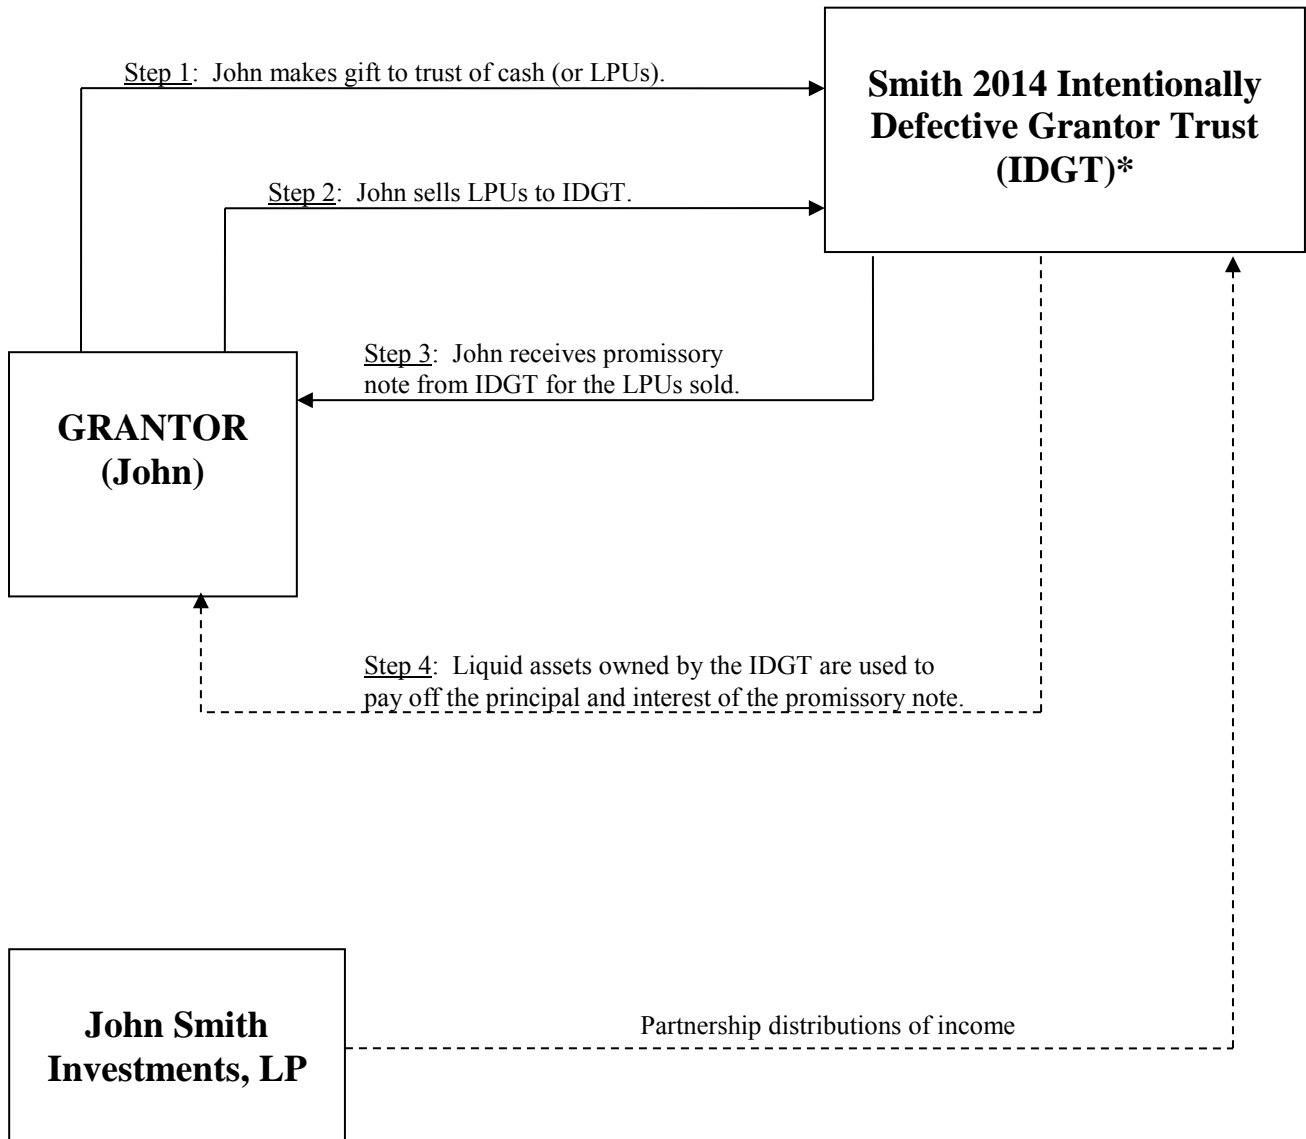 Step 1:  John makes gift to trust of cash (or LPUs).
Smith 2014 Intentionally
Defective Grantor Trust
(IDGT)*
Step 2:  John sells LPUs to IDGT.
Step 3:  John receives promissory
note from IDGT for the LPUs sold.
GRANTOR
(John)
Step 4:  Liquid assets owned by the IDGT are used to
pay off the principal and interest of the promissory note.
John Smith
Investments, LP
Partnership distributions of income